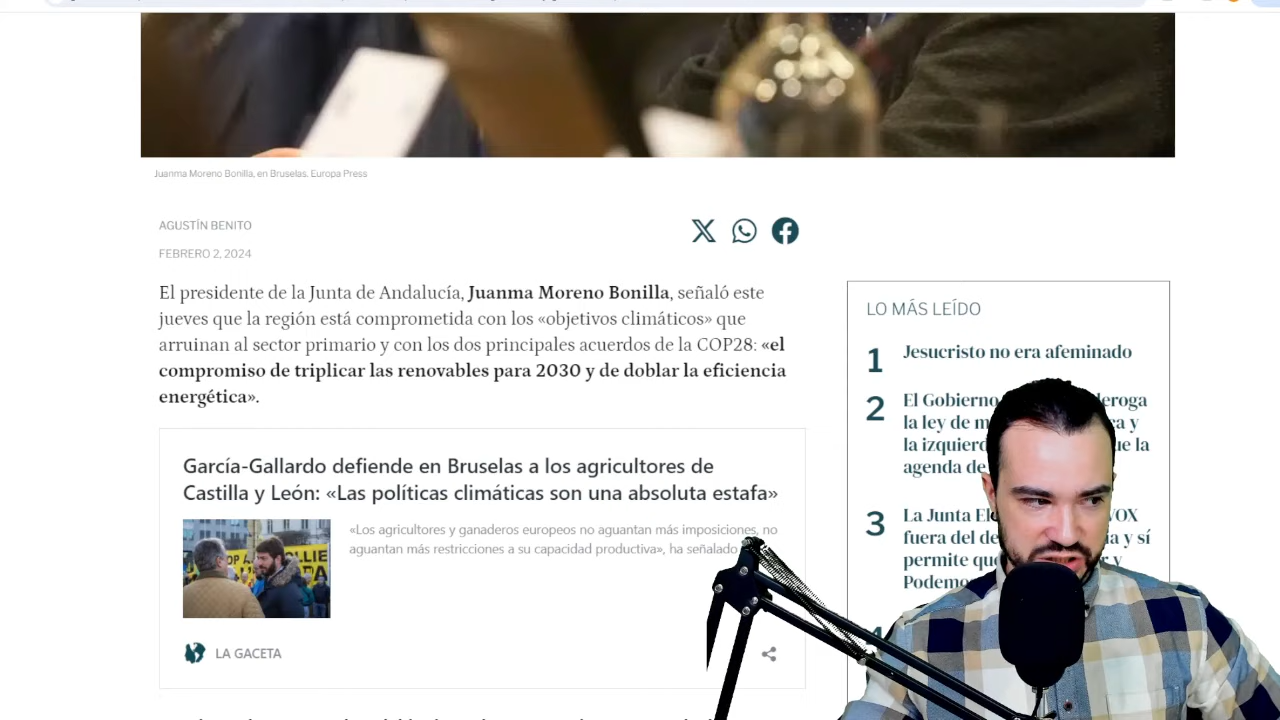 Juanma Moreno Bonilla, en Bruselas. Europa Press
AGUSTÍN BENITO
FEBRERO 2, 2024
El presidente de la Junta de Andalucía, Juanma Moreno Bonilla, señaló este
jueves que la región está comprometida con los «objetivos climáticos» que
arruinan al sector primario y con los dos principales acuerdos de la COP28: «el
compromiso de triplicar las renovables para 2030 y de doblar la eficiencia
energética».
García-Gallardo defiende en Bruselas a los agricultores de
Castilla y León: «Las políticas climáticas son una absoluta estafa»
«Los agricultores y ganaderos europeos no aguantan más imposiciones, no
aguantan más restricciones a su capacidad productiva», ha señalado
LA GACETA
LO MÁS LEÍDO
1 Jesucristo no era afeminado
2 El Gobierno deroga
la ley de ca y
la izquierd que la
agenda de
3 La Junta El VOX
fuera del de ia y sí
permite que r y
Podemo